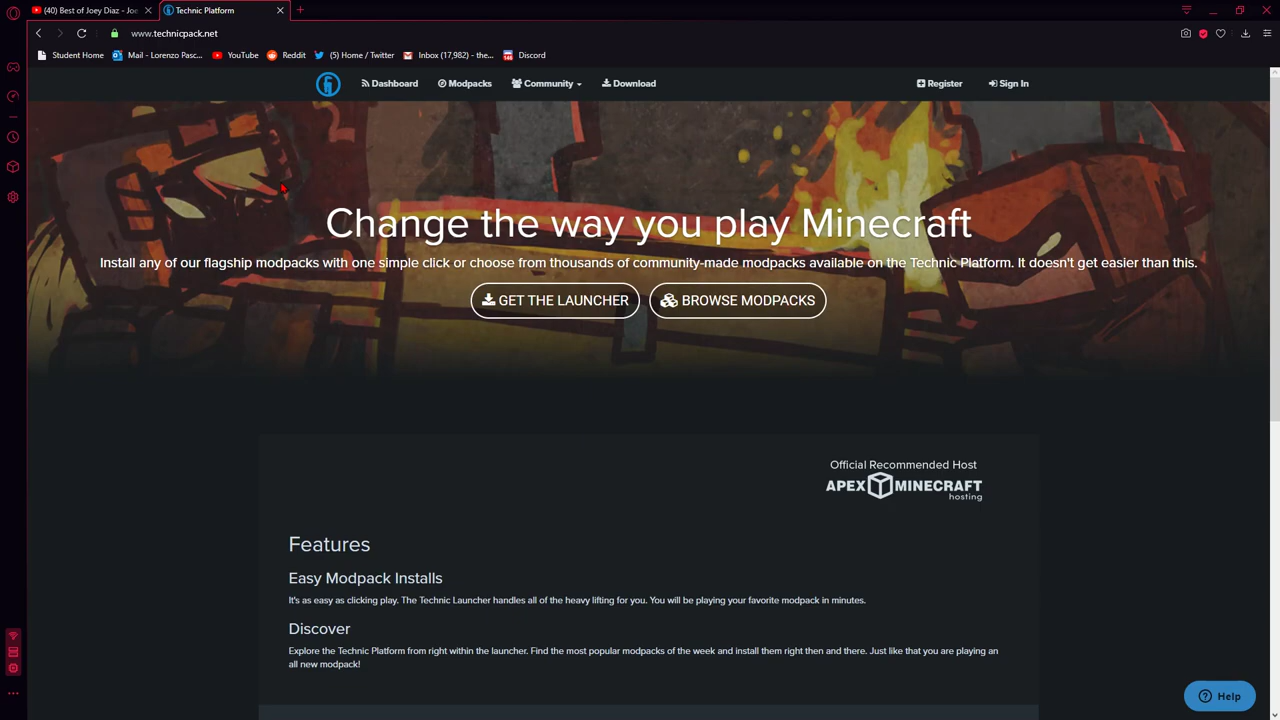 (40) Best of Joey Diaz - Joe
Technic Platform
www.technicpack.net
Student Home
Mail - Lorenzo Pasc...
YouTube
Reddit
(5) Home / Twitter
Inbox (17,982) - the...
146
Discord
Dashboard
Modpacks
Community
Download
Register
Sign In
Change the way you play Minecraft
Install any of our flagship modpacks with one simple click or choose from thousands of community-made modpacks available on the Technic Platform. It doesn't get easier than this.
GET THE LAUNCHER
BROWSE MODPACKS
Official Recommended Host
APEX MINECRAFT
hosting
Features
Easy Modpack Installs
It's as easy as clicking play. The Technic Launcher handles all of the heavy lifting for you. You will be playing your favorite modpack in minutes.
Discover
Explore the Technic Platform from right within the launcher. Find the most popular modpacks of the week and install them right then and there. Just like that you are playing an
all new modpack!
Help